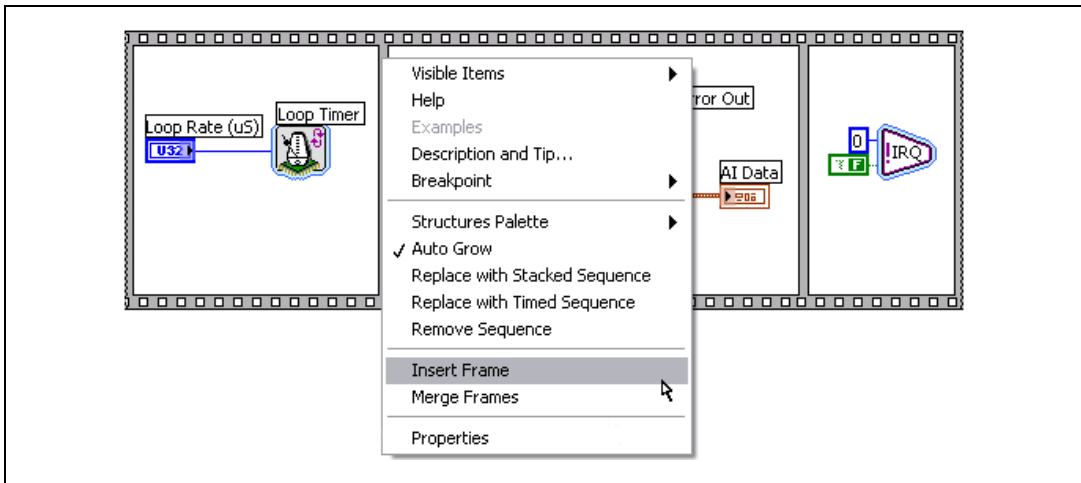 Loop Rate (uS)
U32
Loop Timer
Visible Items
Help
Examples
Description and Tip...
Breakpoint
Structures Palette
Auto Grow
Replace with Stacked Sequence
Replace with Timed Sequence
Remove Sequence
Insert Frame
Merge Frames
Properties
ror Out
AI Data
0
F
!IRQ